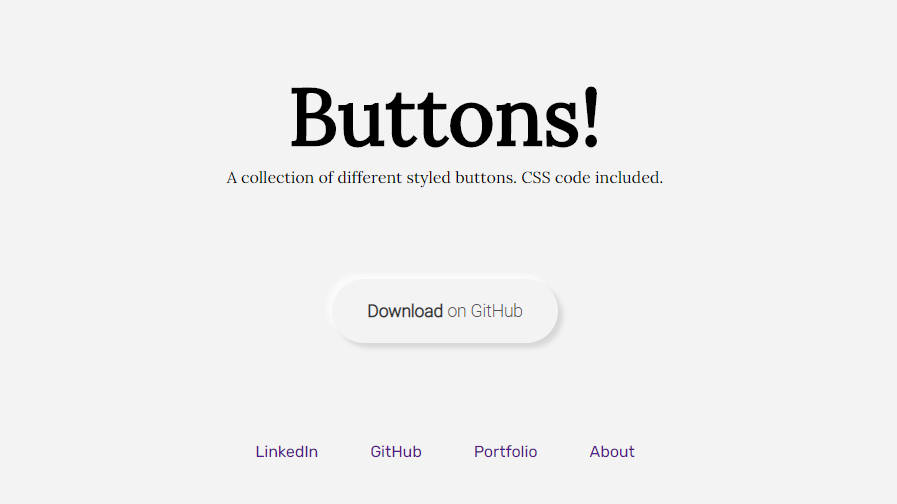 Buttons!
A collection of different styled buttons. CSS code included.
Download on GitHub
LinkedIn GitHub Portfolio About